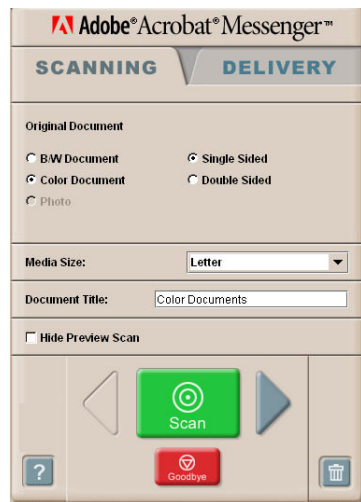 Adobe® Acrobat® Messenger™
SCANNING DELIVERY
Original Document
B/W Document Single Sided
Color Document Double Sided
Photo
Media Size: Letter
Document Title: Color Documents
Hide Preview Scan
Scan
Goodbye
?